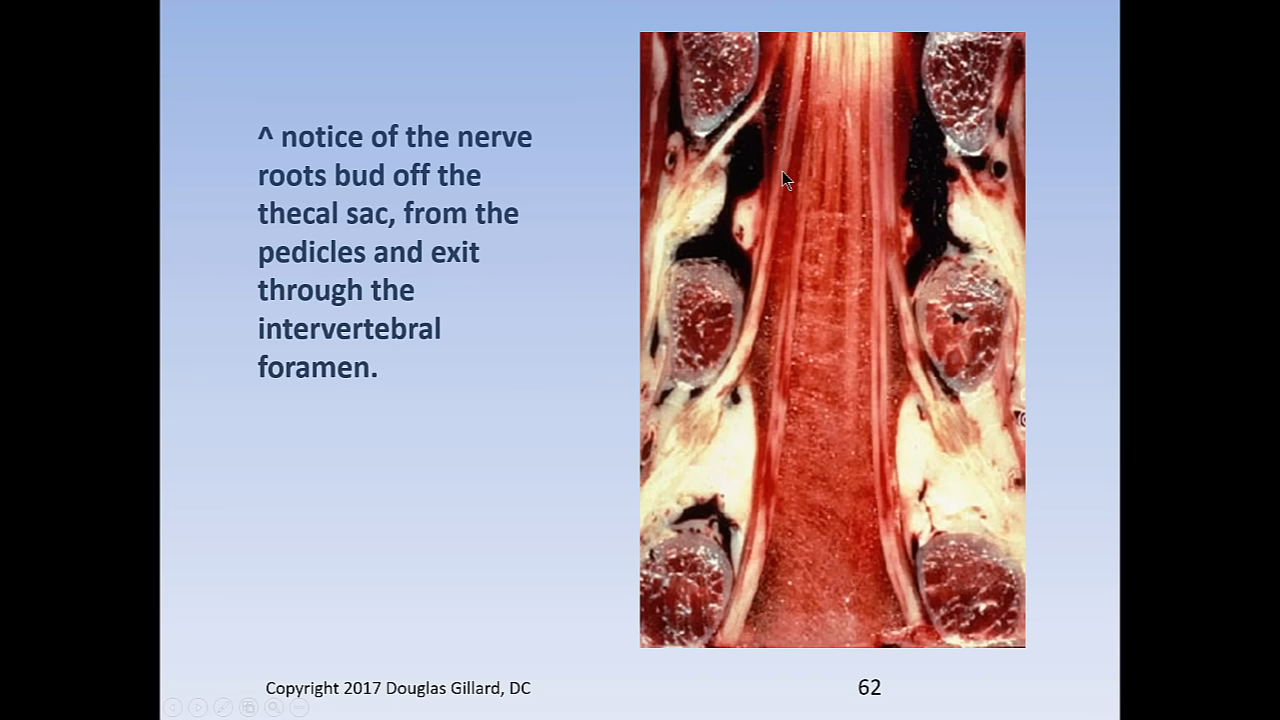 ^ notice of the nerve
roots bud off the
thecal sac, from the
pedicles and exit
through the
intervertebral
foramen.
Copyright 2017 Douglas Gillard, DC
62